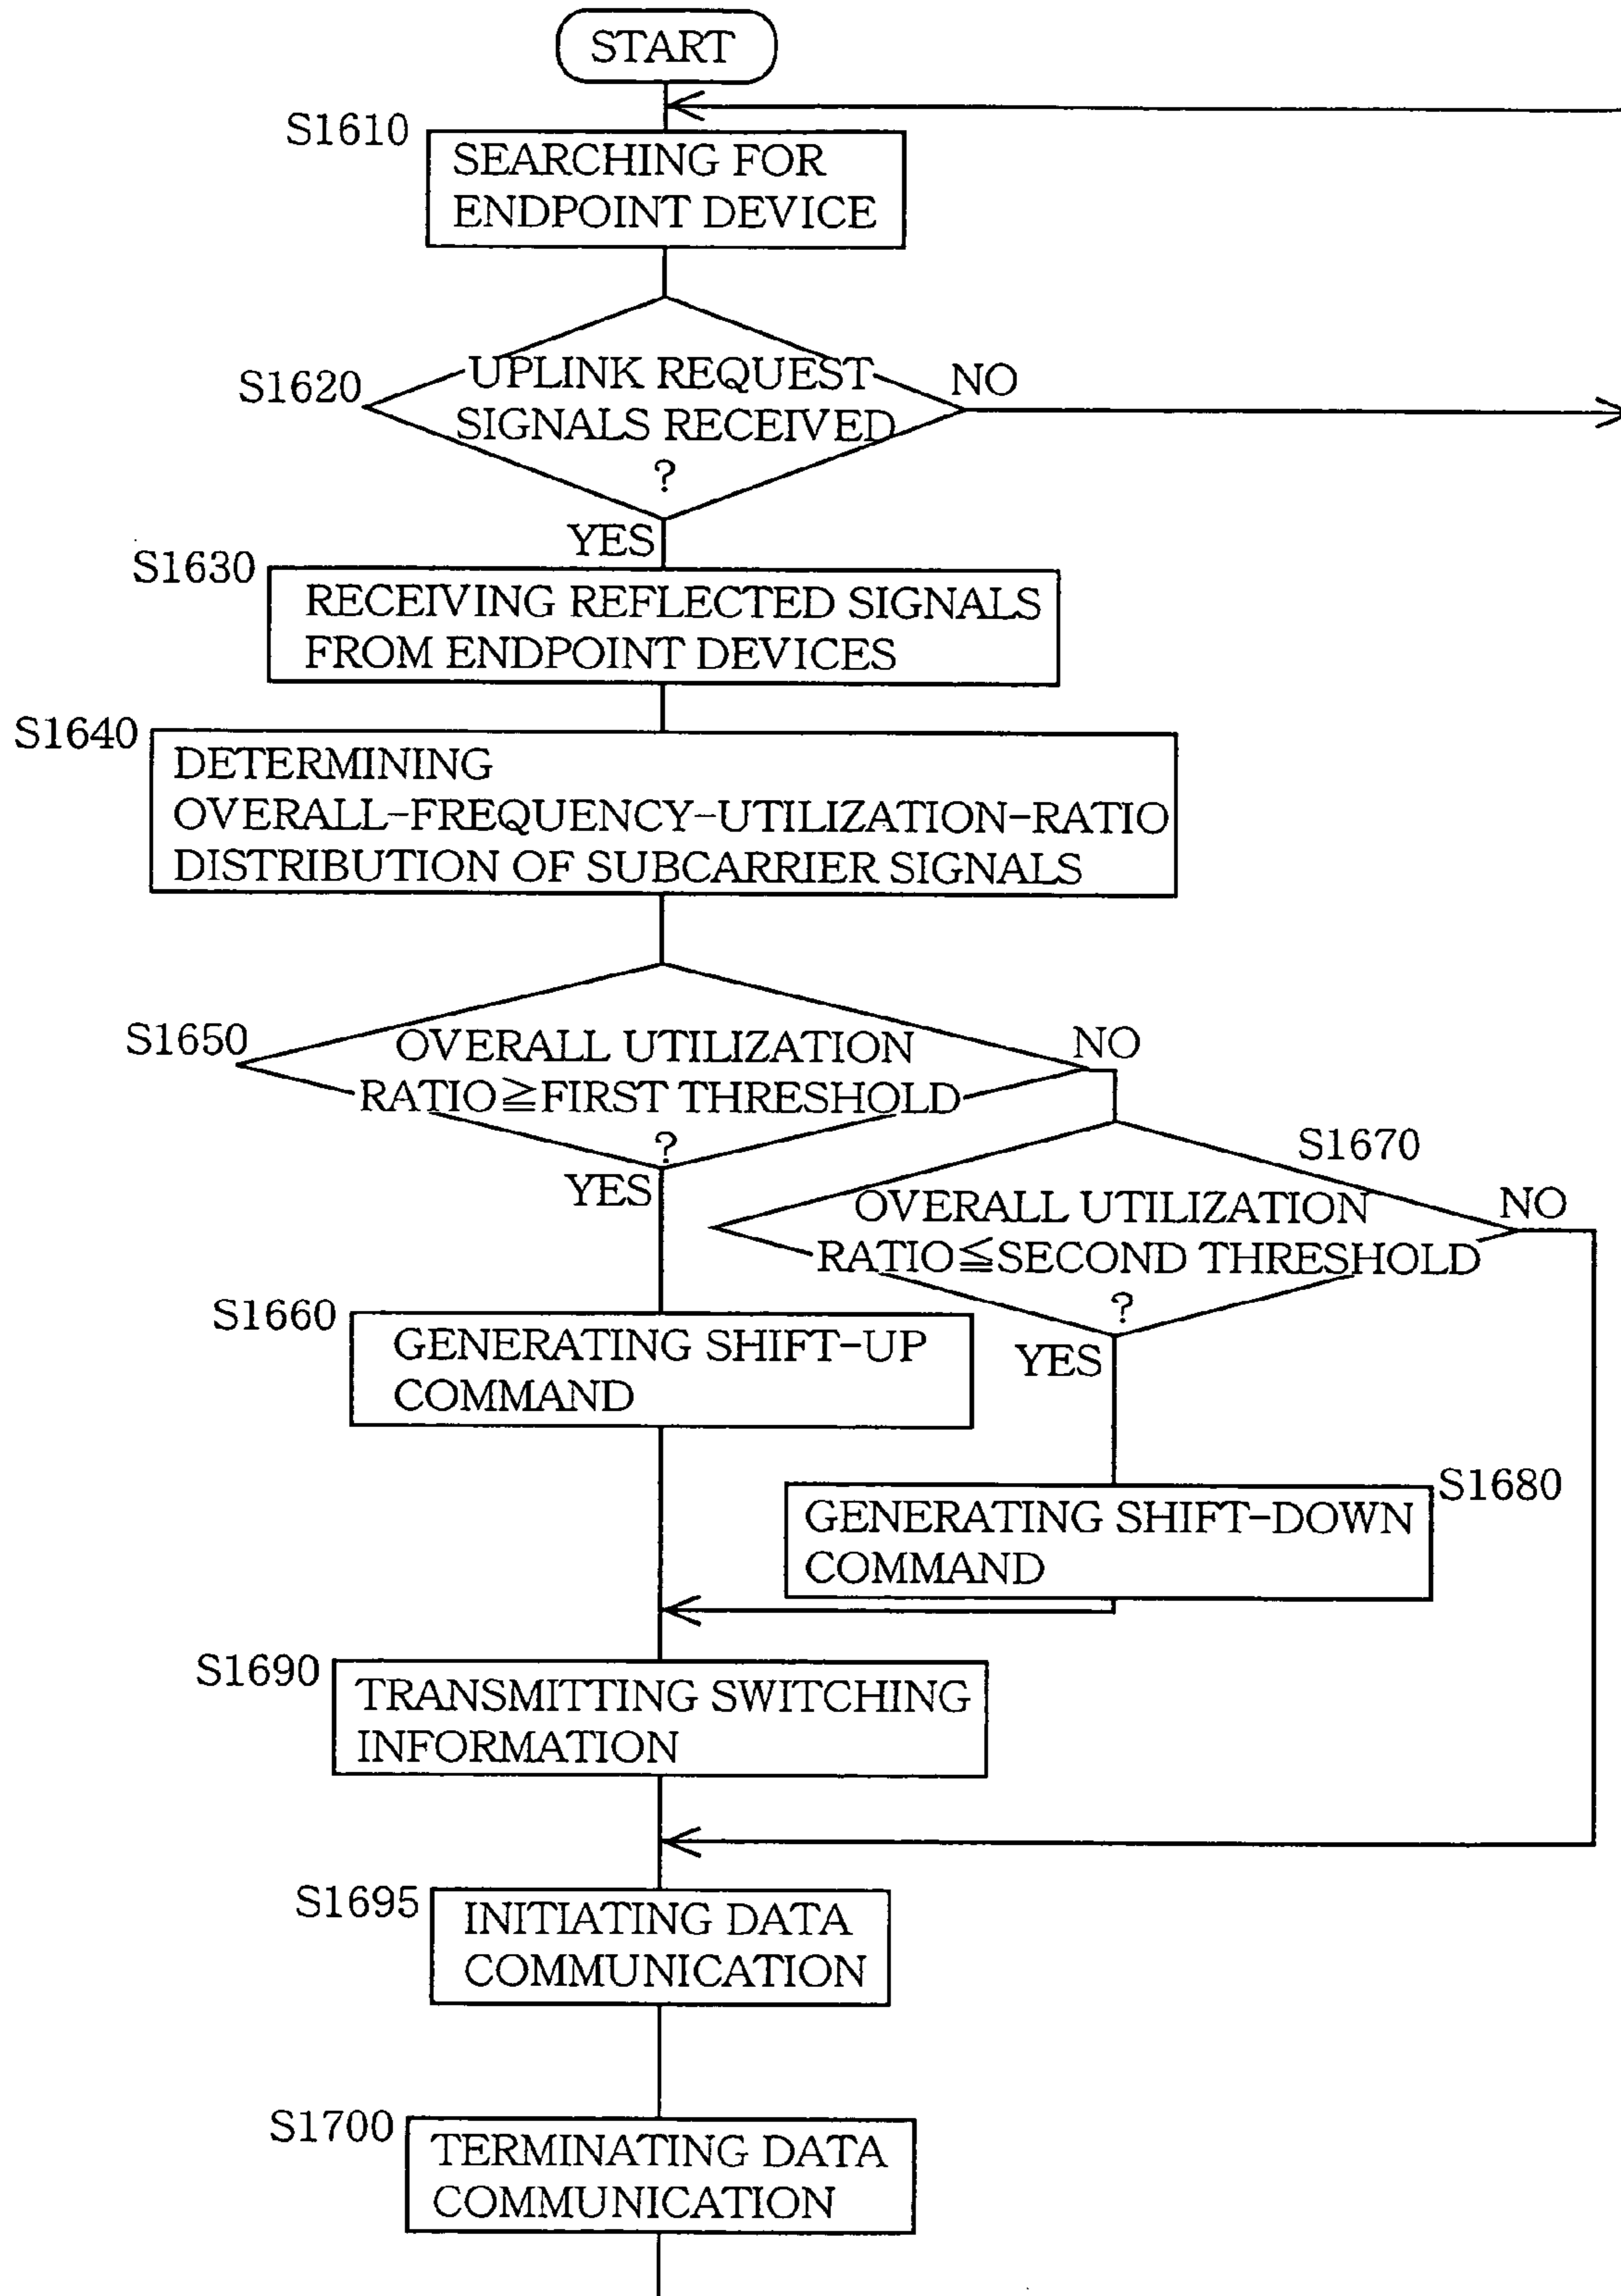 START
S1610
SEARCHING FOR
ENDPOINT DEVICE
S1620
UPLINK REQUEST
SIGNALS RECEIVED
?
NO
YES
S1630
RECEIVING REFLECTED SIGNALS
FROM ENDPOINT DEVICES
S1640
DETERMINING
OVERALL-FREQUENCY-UTILIZATION-RATIO
DISTRIBUTION OF SUBCARRIER SIGNALS
S1650
OVERALL UTILIZATION
RATIO≧FIRST THRESHOLD
?
NO
YES
S1670
OVERALL UTILIZATION
RATIO≦SECOND THRESHOLD
?
NO
YES
S1660
GENERATING SHIFT-UP
COMMAND
S1680
GENERATING SHIFT-DOWN
COMMAND
S1690
TRANSMITTING SWITCHING
INFORMATION
S1695
INITIATING DATA
COMMUNICATION
S1700
TERMINATING DATA
COMMUNICATION